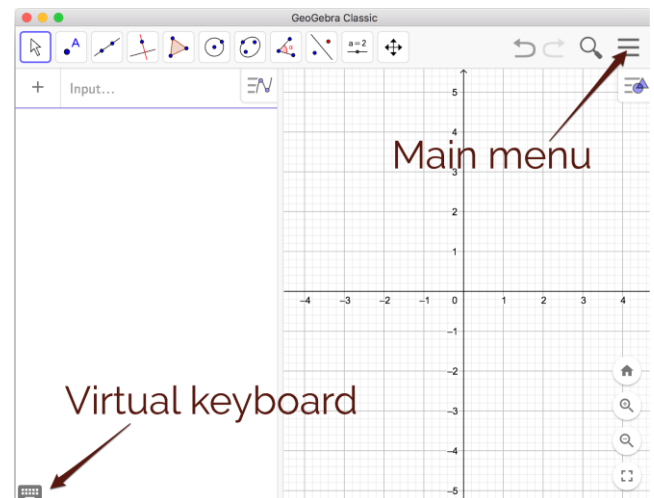 GeoGebra Classic
A
α
a=2
+ Input...
5
4
Main menu
3
2
1
–4 –3 –2 –1 0 1 2 3 4
–1
–2
Virtual keyboard
–3
–4
–5